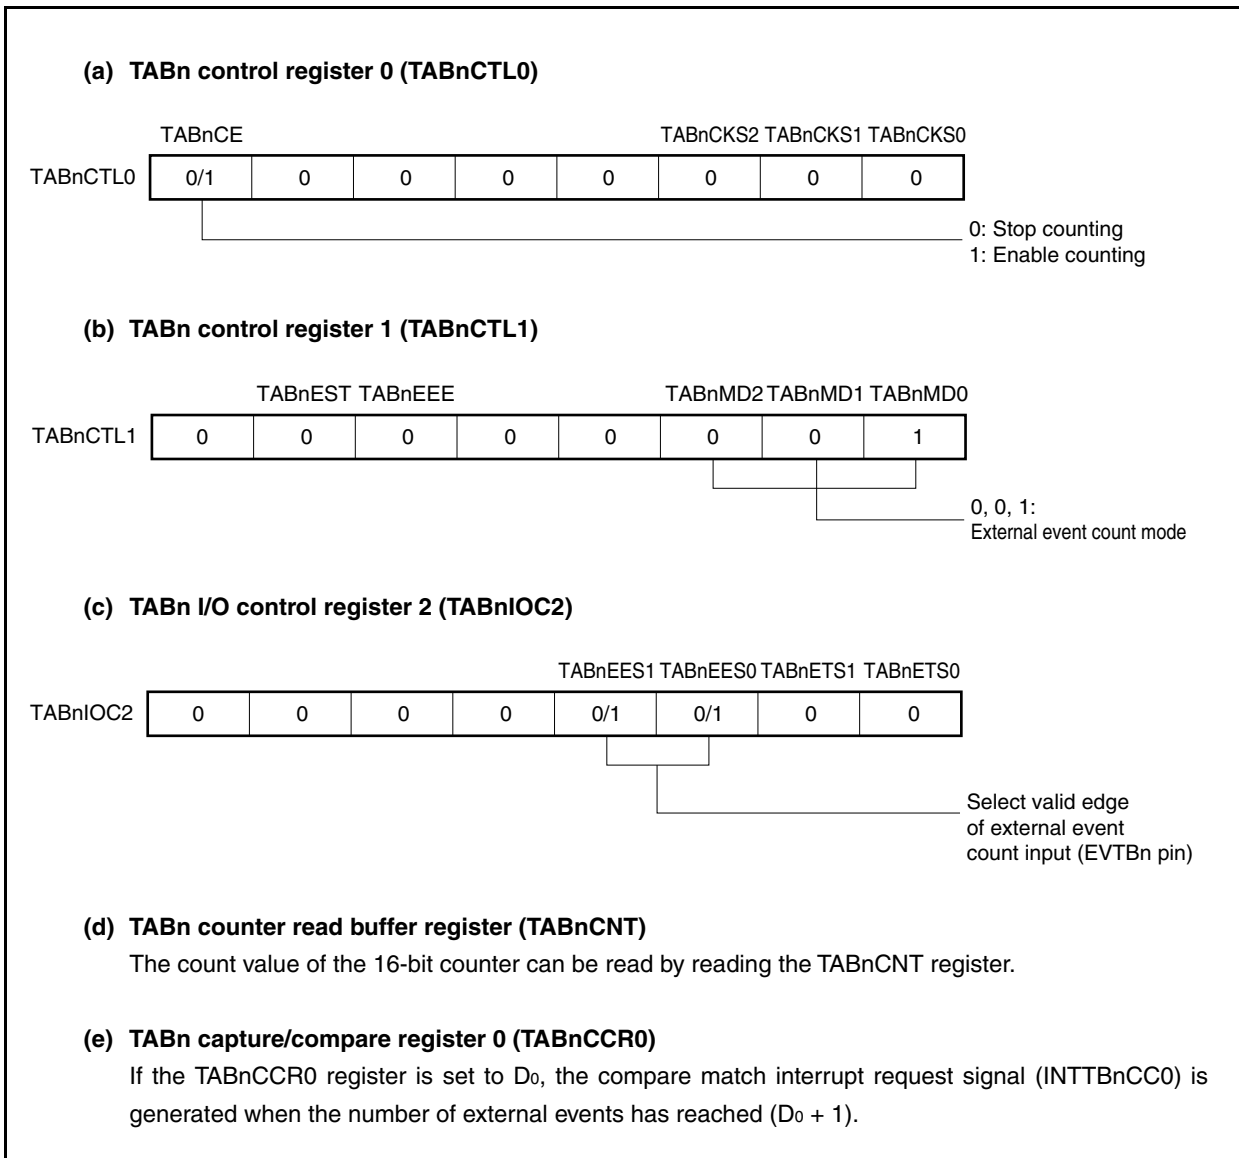 (a) TABn control register 0 (TABnCTL0)
TABnCE TABnCKS2 TABnCKS1 TABnCKS0
TABnCTL0 0/1 0 0 0 0 0 0 0
0: Stop counting
1: Enable counting
(b) TABn control register 1 (TABnCTL1)
TABnEST TABnEEE TABnMD2 TABnMD1 TABnMD0
TABnCTL1 0 0 0 0 0 0 0 1
0, 0, 1:
External event count mode
(c) TABn I/O control register 2 (TABnIOC2)
TABnEES1 TABnEES0 TABnETS1 TABnETS0
TABnIOC2 0 0 0 0 0/1 0/1 0 0
Select valid edge
of external event
count input (EVTBn pin)
(d) TABn counter read buffer register (TABnCNT)
The count value of the 16-bit counter can be read by reading the TABnCNT register.
(e) TABn capture/compare register 0 (TABnCCR0)
If the TABnCCR0 register is set to D0, the compare match interrupt request signal (INTTBnCC0) is
generated when the number of external events has reached (D0 + 1).